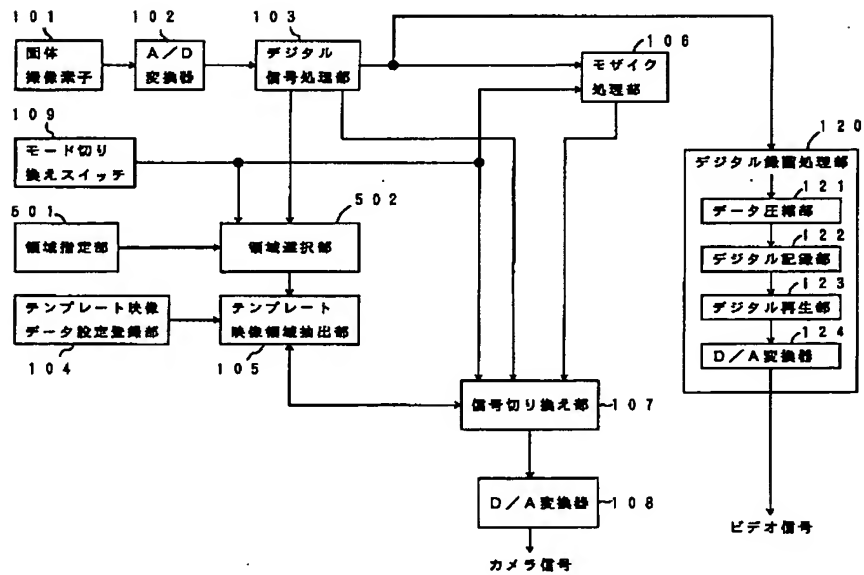 101
固体
撮像素子
102
A/D
変換器
103
デジタル
信号処理部
106
モザイク
処理部
109
モード切り
換えスイッチ
501
領域指定部
502
領域選択部
テンプレート映像
データ設定登録部
104
テンプレート
映像領域抽出部
105
信号切り換え部
107
D/A変換器
108
カメラ信号
120
デジタル録画処理部
121
データ圧縮部
122
デジタル記録部
123
デジタル再生部
124
D/A変換器
ビデオ信号